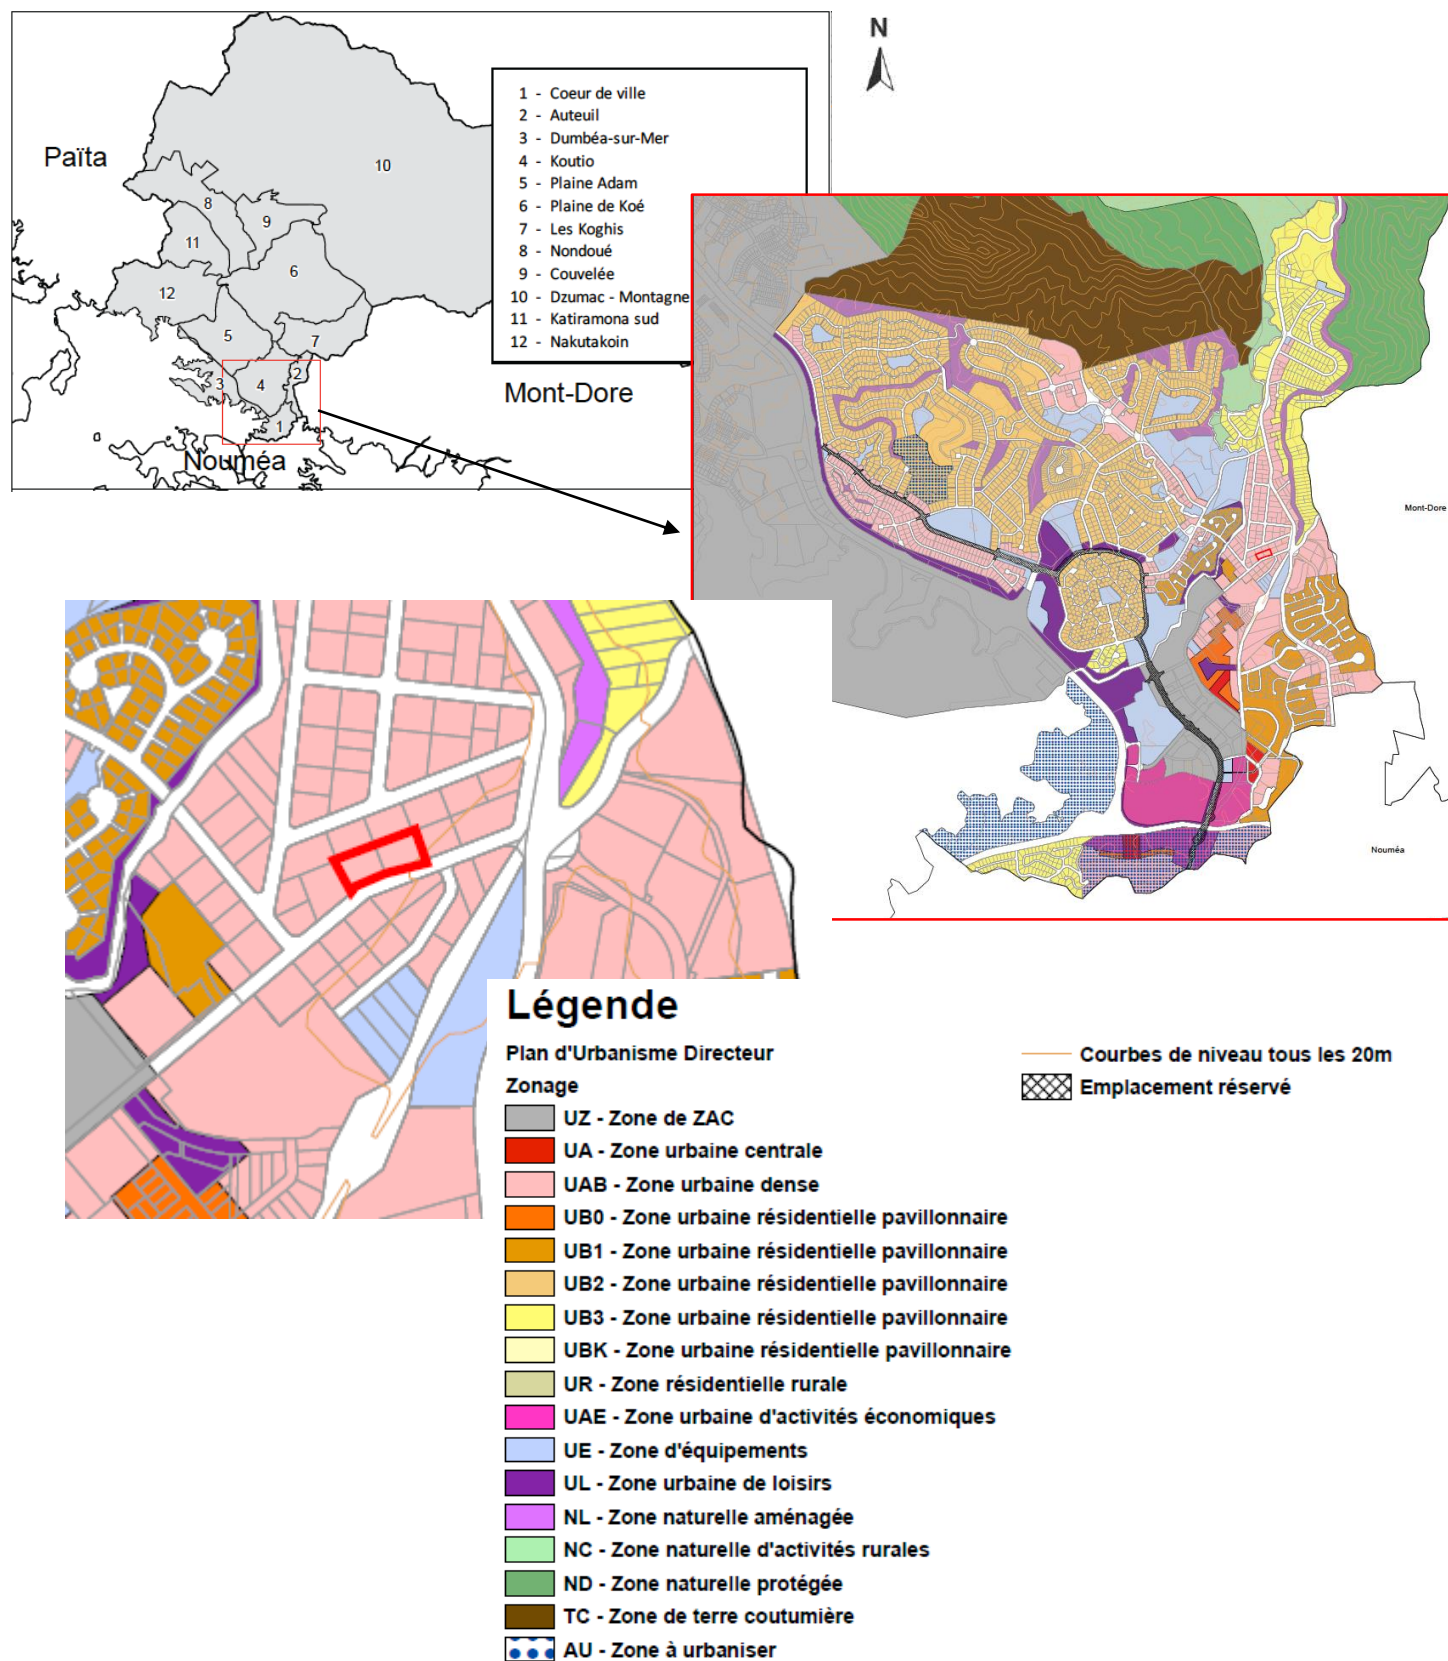 N
1 - Coeur de ville
2 - Auteuil
3 - Dumbéa-sur-Mer
4 - Koutio
5 - Plaine Adam
6 - Plaine de Koé
7 - Les Koghis
8 - Nondoué
9 - Couvelée
10 - Dzumac - Montagne
11 - Katiramona sud
12 - Nakutakoin
Païta
10
8
9
11
6
12
5
7
2
3
4
1
Mont-Dore
Nouméa
Mont-Dore
Nouméa
Légende
Plan d'Urbanisme Directeur
Zonage
UZ - Zone de ZAC
UA - Zone urbaine centrale
UAB - Zone urbaine dense
UB0 - Zone urbaine résidentielle pavillonnaire
UB1 - Zone urbaine résidentielle pavillonnaire
UB2 - Zone urbaine résidentielle pavillonnaire
UB3 - Zone urbaine résidentielle pavillonnaire
UBK - Zone urbaine résidentielle pavillonnaire
UR - Zone résidentielle rurale
UAE - Zone urbaine d'activités économiques
UE - Zone d'équipements
UL - Zone urbaine de loisirs
NL - Zone naturelle aménagée
NC - Zone naturelle d'activités rurales
ND - Zone naturelle protégée
TC - Zone de terre coutumière
AU - Zone à urbaniser
Courbes de niveau tous les 20m
Emplacement réservé